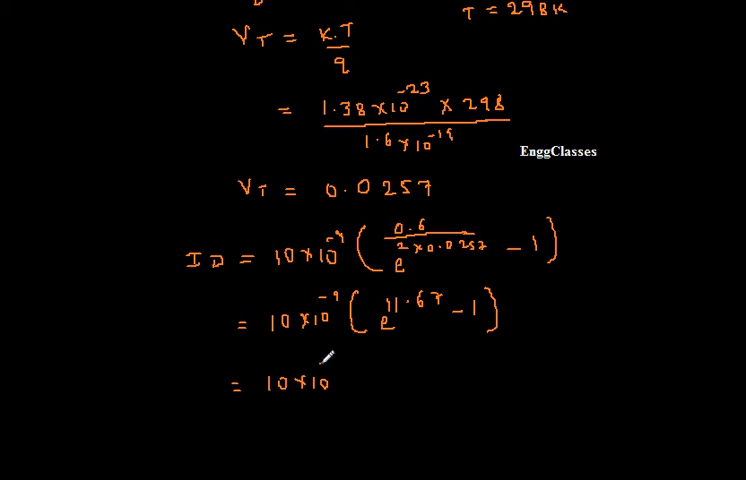 T = 298K
VT = K.T / q
= 1.38 × 10^-23 × 298 / 1.6 × 10^-19
EnggClasses
VT = 0.0257
ID = 10 × 10^-9 ( e^(0.6 / 2 × 0.0257) - 1 )
= 10 × 10^-9 ( e^11.67 - 1 )
= 10 × 10